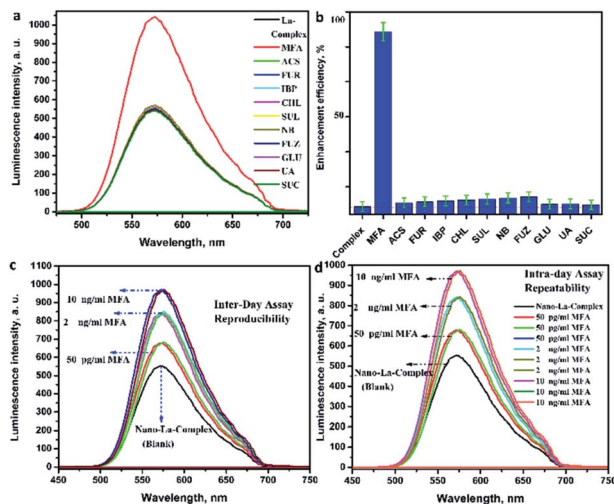 a
Luminescence intensity, a. u.
1000
900
800
700
600
500
400
300
200
100
0
500
550
600
650
700
Wavelength, nm
La-
Complex
MFA
ACS
FUR
IBP
CHL
SUL
NB
FUZ
GLU
UA
SUC
b
Enhancement efficiency, %
100
50
Complex
MFA
ACS
FUR
IBP
CHL
SUL
NB
FUZ
GLU
UA
SUC
c
Luminescence intensity, a. u.
1100
1000
900
800
700
600
500
400
300
200
100
0
450
500
550
600
650
700
750
Wavelength, nm
Inter-Day Assay
Reproducibility
10 ng/ml MFA
2 ng/ml MFA
50 pg/ml MFA
Nano-La-Complex
(Blank)
d
Luminescence intensity, a. u.
1000
900
800
700
600
500
400
300
200
100
0
450
500
550
600
650
700
750
Wavelength, nm
Intra-day Assay
Repeatability
10 ng/ml MFA
2 ng/ml MFA
50 pg/ml MFA
Nano-La-Complex
(Blank)
Nano-La-Complex
50 pg/ml MFA
50 pg/ml MFA
50 pg/ml MFA
2 ng/ml MFA
2 ng/ml MFA
2 ng/ml MFA
10 ng/ml MFA
10 ng/ml MFA
10 ng/ml MFA